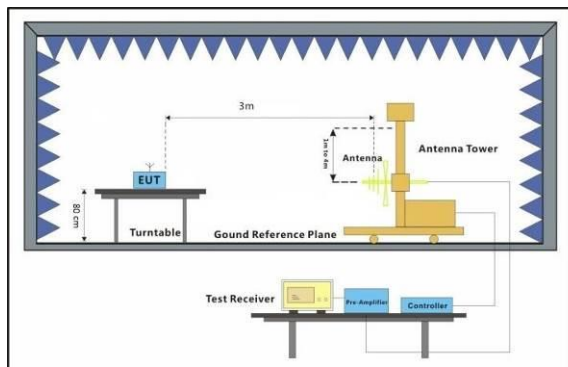 3m
Antenna
1m to 4m
Antenna Tower
EUT
80 cm
Turntable
Gound Reference Plane
Test Receiver
Pre-Amplifier
Controller